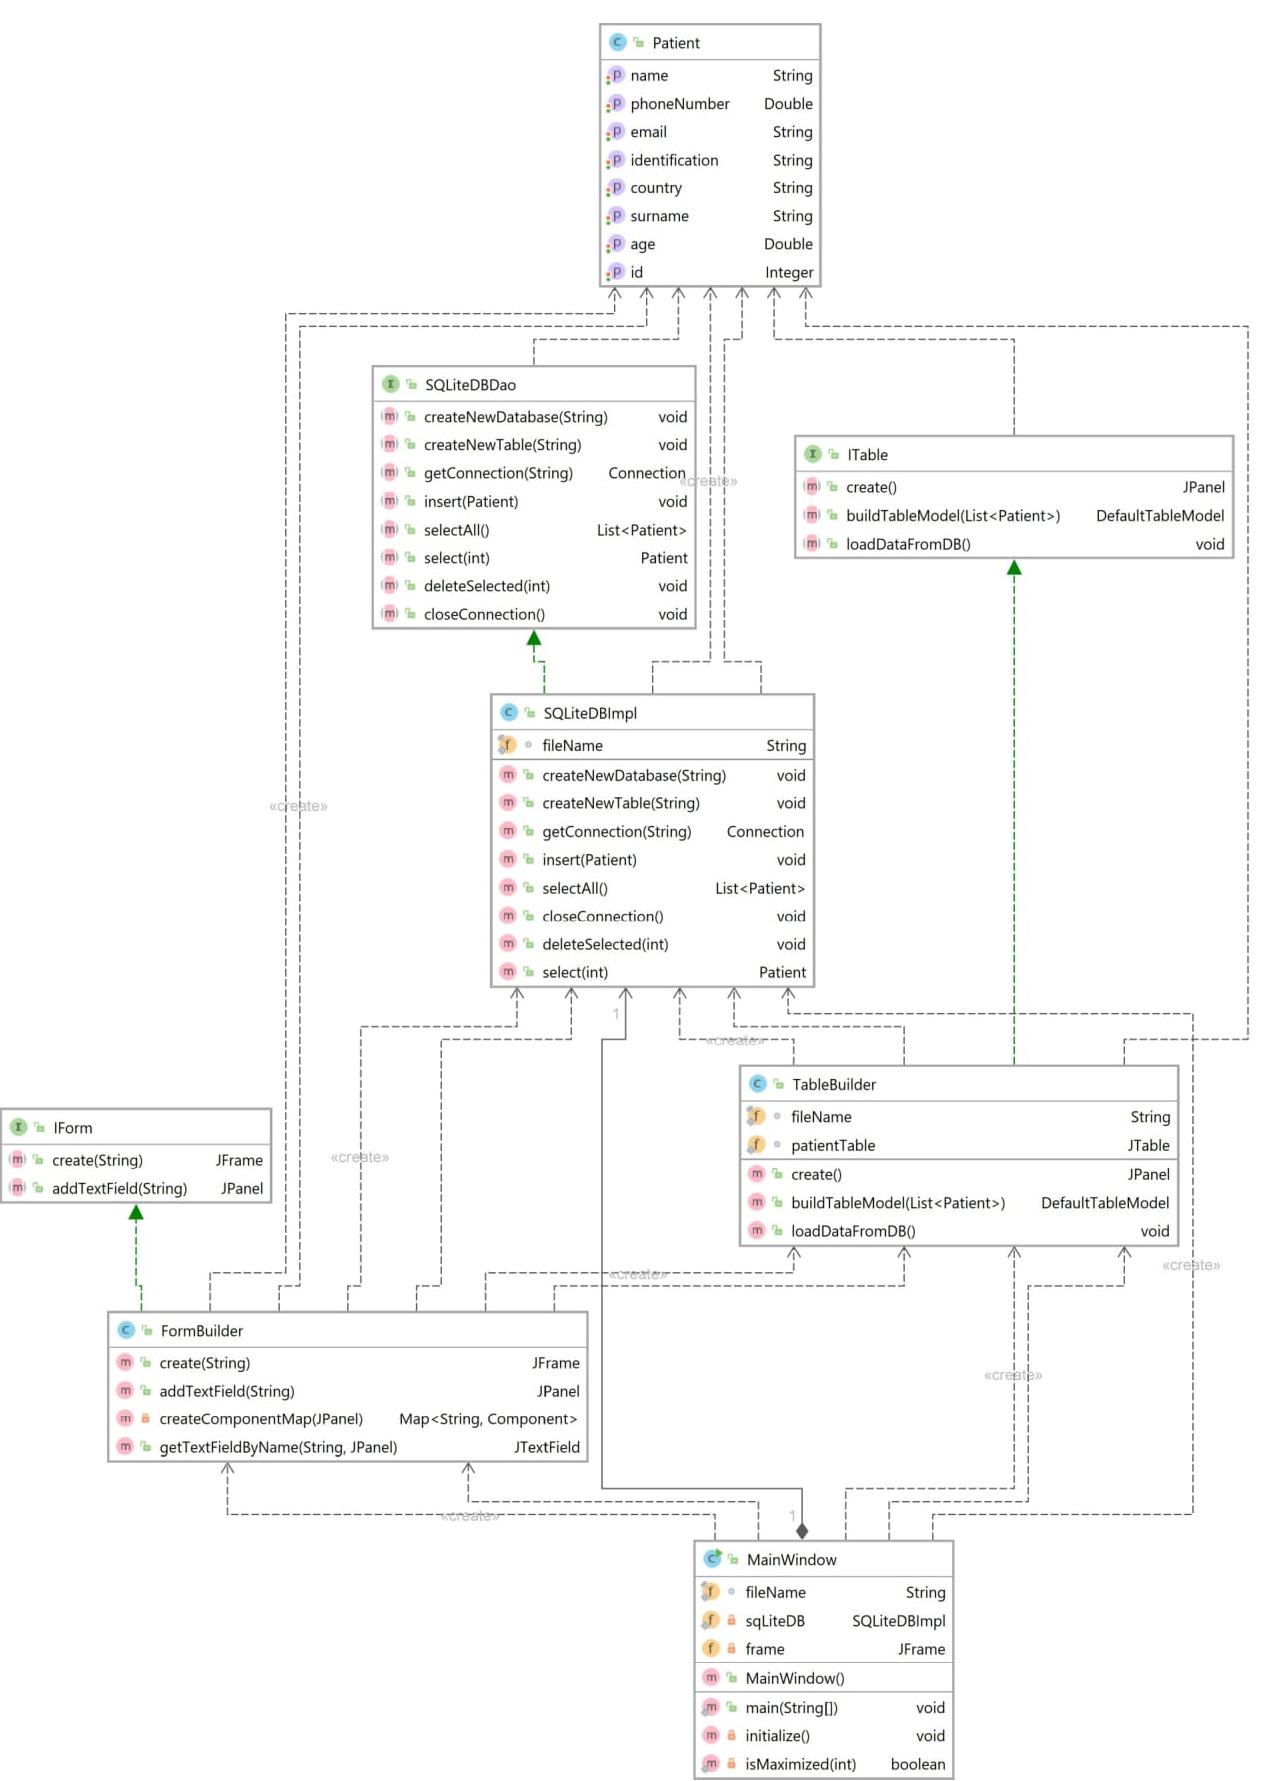 Patient
name String
phoneNumber Double
email String
identification String
country String
surname String
age Double
id Integer
SQLiteDBDao
createNewDatabase(String) void
createNewTable(String) void
getConnection(String) Connection
insert(Patient) void
selectAll() List<Patient>
select(int) Patient
deleteSelected(int) void
closeConnection() void
«create»
ITable
create() JPanel
buildTableModel(List<Patient>) DefaultTableModel
loadDataFromDB() void
SQLiteDBImpl
fileName String
createNewDatabase(String) void
createNewTable(String) void
getConnection(String) Connection
insert(Patient) void
selectAll() List<Patient>
closeConnection() void
deleteSelected(int) void
select(int) Patient
«create»
1
«create»
TableBuilder
fileName String
patientTable JTable
create() JPanel
buildTableModel(List<Patient>) DefaultTableModel
loadDataFromDB() void
IForm
create(String) JFrame
addTextField(String) JPanel
«create»
«create»
«create»
FormBuilder
create(String) JFrame
addTextField(String) JPanel
createComponentMap(JPanel) Map<String, Component>
getTextFieldByName(String, JPanel) JTextField
«create»
«create»
1
MainWindow
fileName String
sqLiteDB SQLiteDBImpl
frame JFrame
MainWindow()
main(String[]) void
initialize() void
isMaximized(int) boolean